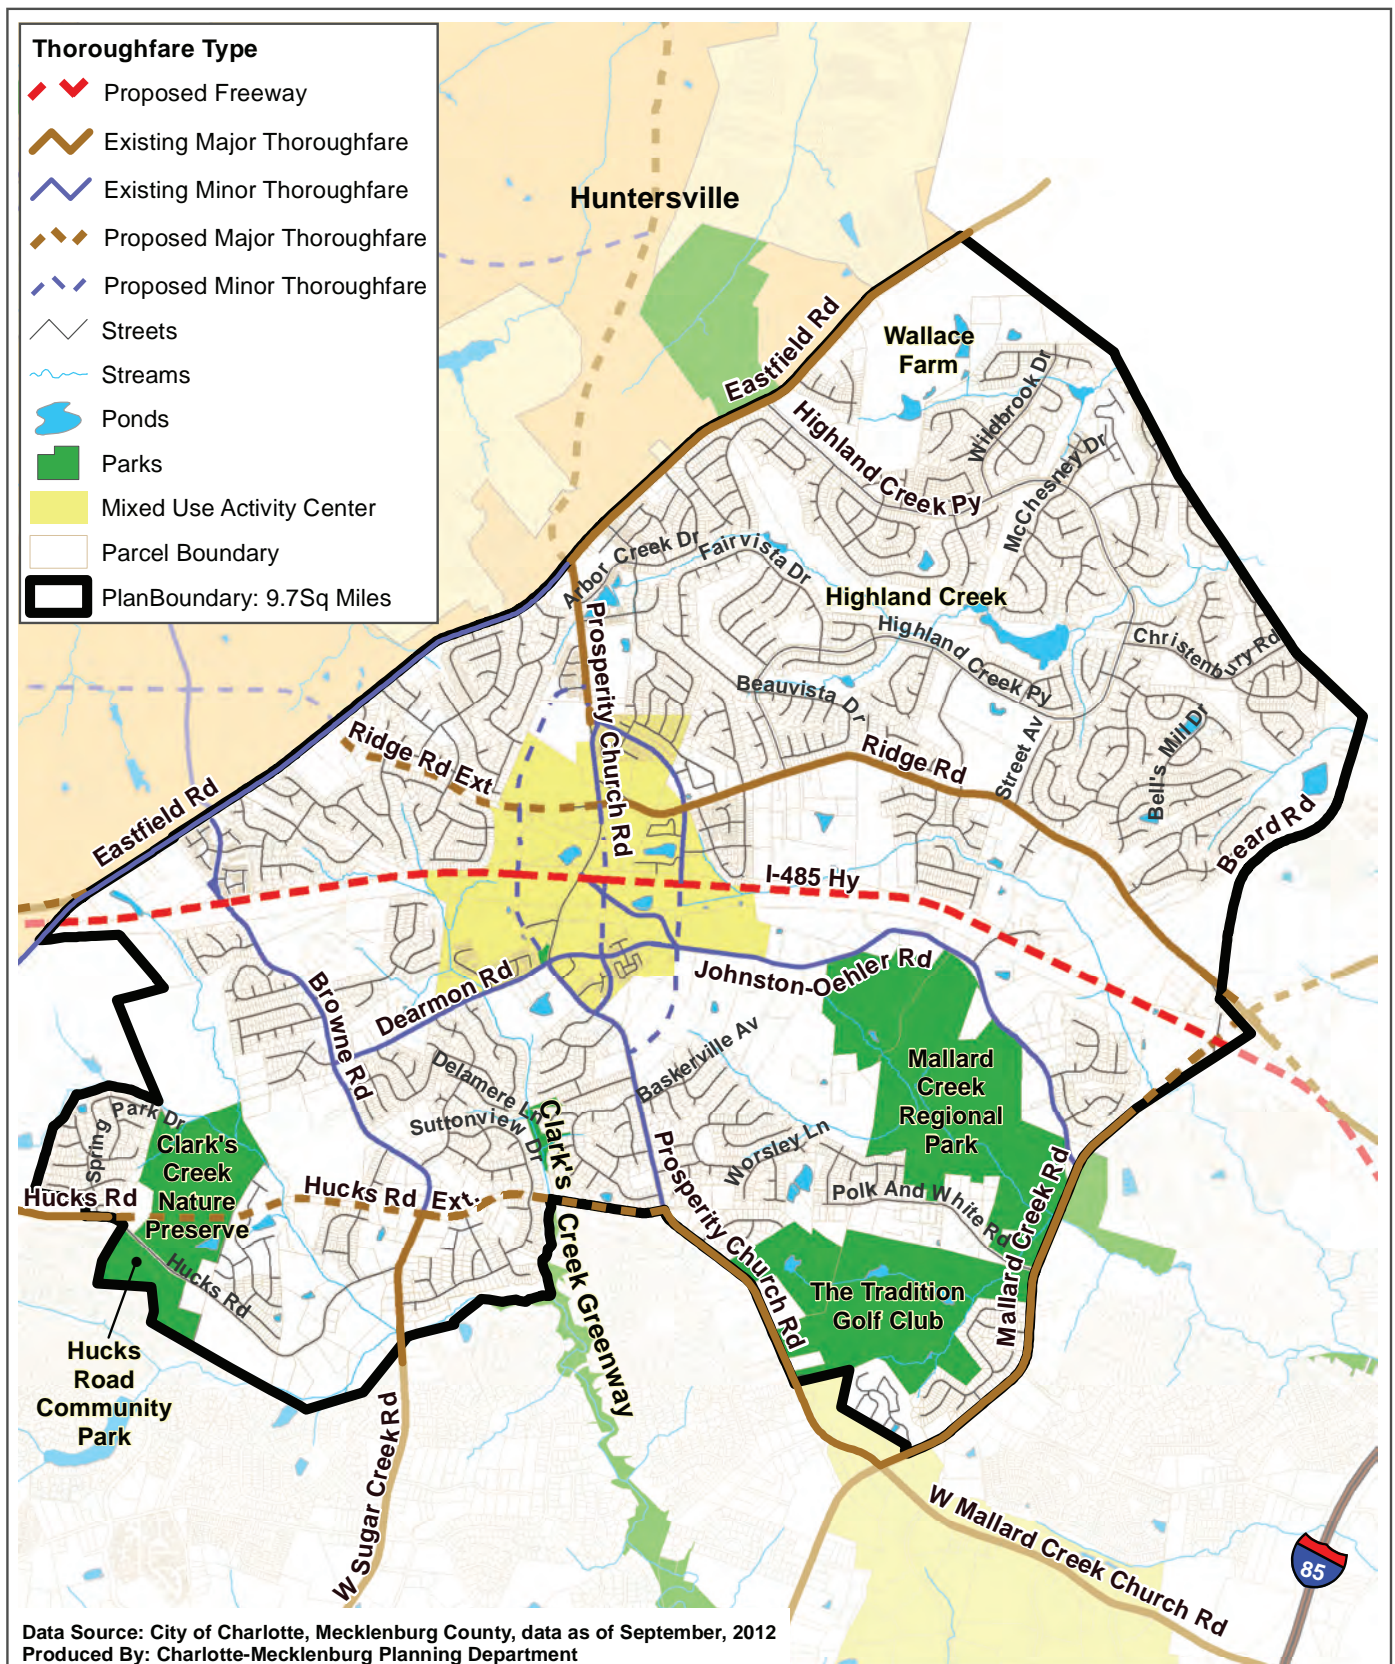 Thoroughfare Type
Proposed Freeway
Existing Major Thoroughfare
Existing Minor Thoroughfare
Proposed Major Thoroughfare
Proposed Minor Thoroughfare
Streets
Streams
Ponds
Parks
Mixed Use Activity Center
Parcel Boundary
PlanBoundary: 9.7Sq Miles
Huntersville
Eastfield Rd
Wallace
Farm
Wildbrook Dr
Highland Creek Py
McChesney Dr
Arbor Creek Dr
Fairvista Dr
Highland Creek
Highland Creek Py
Christenbury Rd
Prosperity Church Rd
Beauvista Dr
Ridge Rd Ext
Ridge Rd
Street Av
Bell's Mill Dr
Beard Rd
Eastfield Rd
I-485 Hy
Johnston-Oehler Rd
Dearmon Rd
Browne Rd
Baskerville Av
Delamere Ln
Suttonview Dr
Mallard
Creek
Regional
Park
Spring Park Dr
Clark's
Creek
Nature
Preserve
Clark's Creek Greenway
Worsley Ln
Polk And White Rd
Mallard Creek Rd
Hucks Rd
Hucks Rd Ext.
Hucks Rd
Prosperity Church Rd
The Tradition
Golf Club
Hucks
Road
Community
Park
W Sugar Creek Rd
W Mallard Creek Church Rd
85
Data Source: City of Charlotte, Mecklenburg County, data as of September, 2012
Produced By: Charlotte-Mecklenburg Planning Department